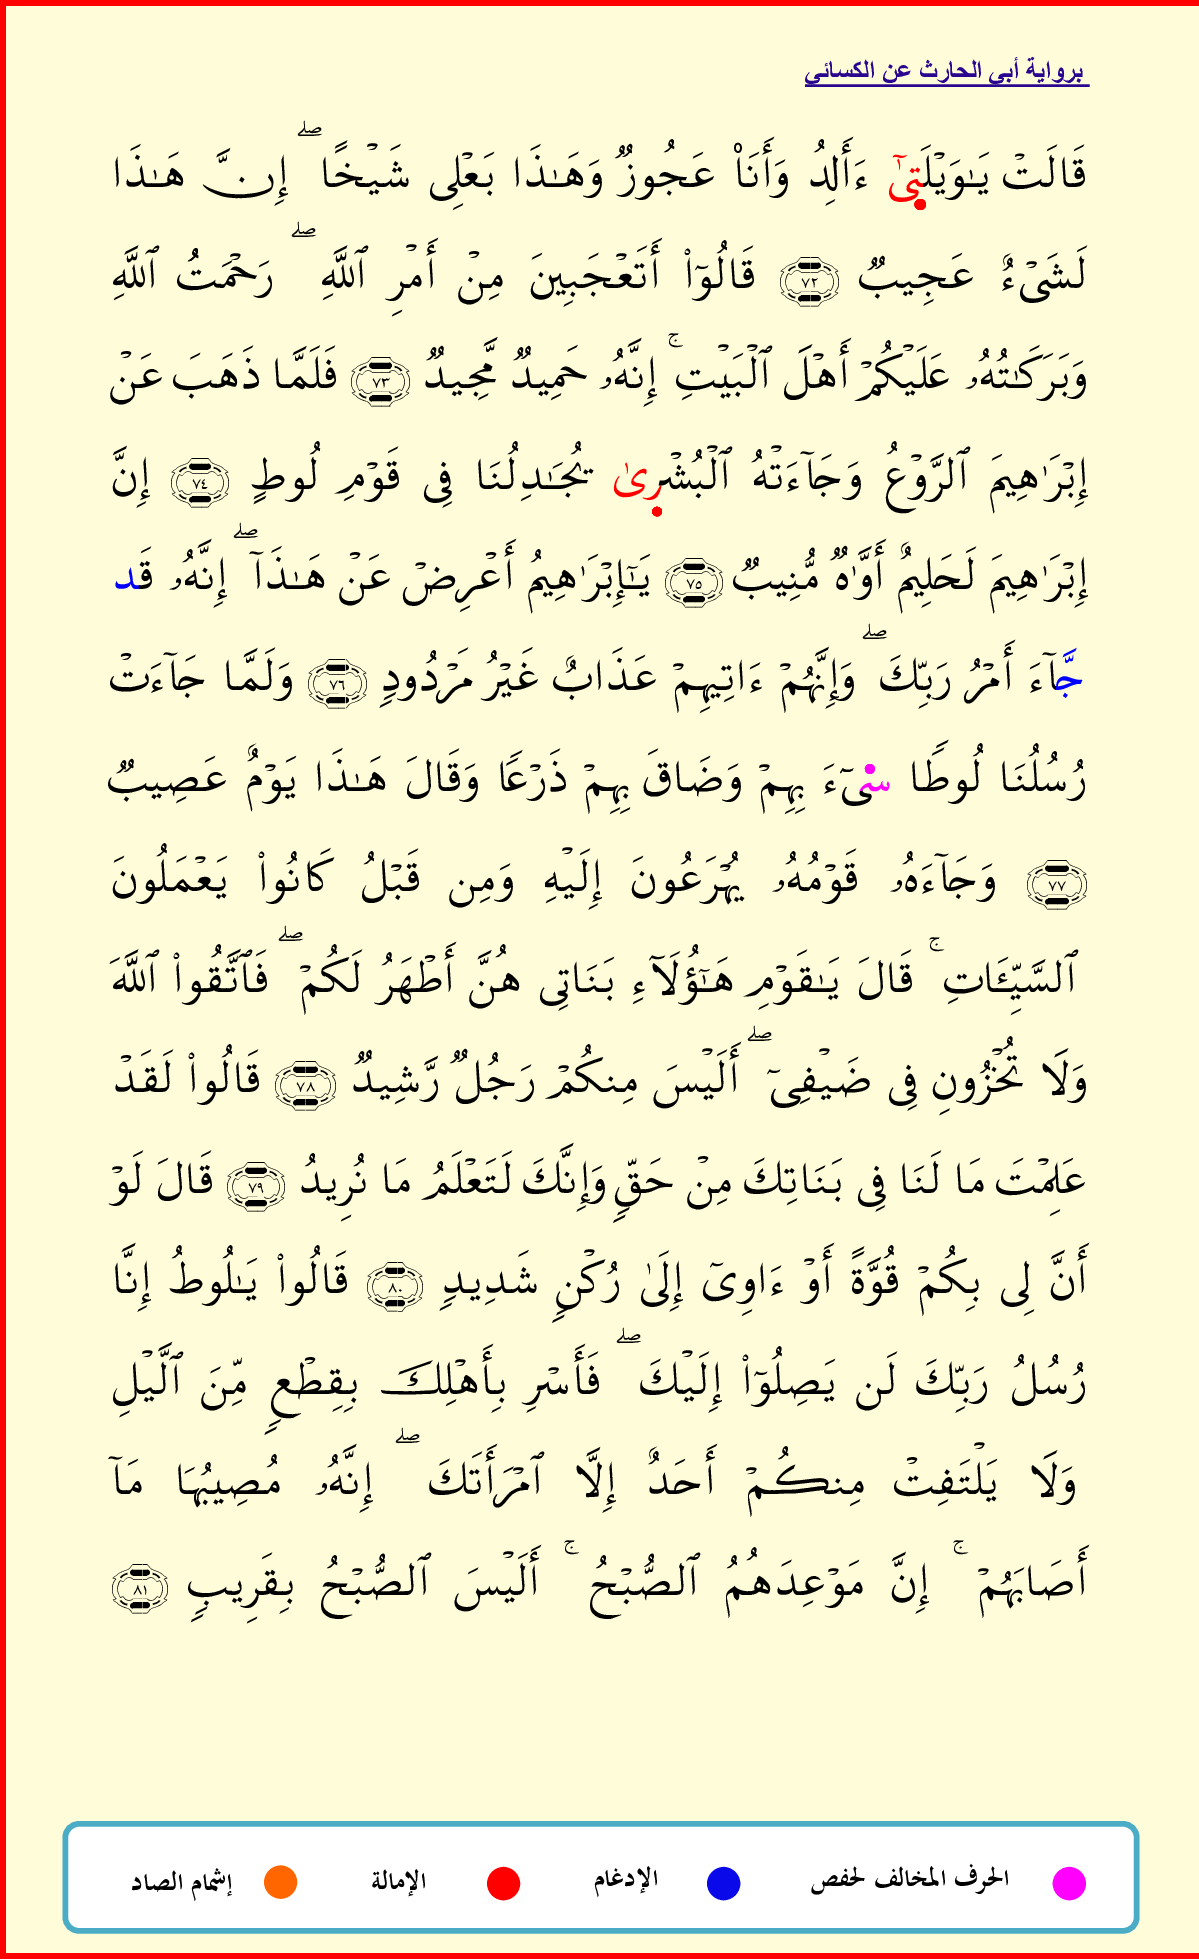 برواية أبي الحارث عن الكسائي
قَالَتْ يَـٰوَيْلَتِىٓ ءَأَلِدُ وَأَنَا۠ عَجُوزٌ وَهَـٰذَا بَعْلِى شَيْخًا ۖ إِنَّ هَـٰذَا
لَشَىْءٌ عَجِيبٌ ٧٢ قَالُوٓا۟ أَتَعْجَبِينَ مِنْ أَمْرِ ٱللَّهِ ۖ رَحْمَتُ ٱللَّهِ
وَبَرَكَـٰتُهُۥ عَلَيْكُمْ أَهْلَ ٱلْبَيْتِ ۚ إِنَّهُۥ حَمِيدٌ مَّجِيدٌ ٧٣ فَلَمَّا ذَهَبَ عَنْ
إِبْرَٰهِيمَ ٱلرَّوْعُ وَجَآءَتْهُ ٱلْبُشْرِىٰ يُجَـٰدِلُنَا فِى قَوْمِ لُوطٍ ٧٤ إِنَّ
إِبْرَٰهِيمَ لَحَلِيمٌ أَوَّٰهٌ مُّنِيبٌ ٧٥ يَـٰٓإِبْرَٰهِيمُ أَعْرِضْ عَنْ هَـٰذَآ ۖ إِنَّهُۥ قَد
جَّآءَ أَمْرُ رَبِّكَ ۖ وَإِنَّهُمْ ءَاتِيهِمْ عَذَابٌ غَيْرُ مَرْدُودٍ ٧٦ وَلَمَّا جَآءَتْ
رُسُلُنَا لُوطًا سىٓءَ بِهِمْ وَضَاقَ بِهِمْ ذَرْعًا وَقَالَ هَـٰذَا يَوْمٌ عَصِيبٌ
٧٧ وَجَآءَهُۥ قَوْمُهُۥ يُهْرَعُونَ إِلَيْهِ وَمِن قَبْلُ كَانُوا۟ يَعْمَلُونَ
ٱلسَّيِّـَٔاتِ ۚ قَالَ يَـٰقَوْمِ هَـٰٓؤُلَآءِ بَنَاتِى هُنَّ أَطْهَرُ لَكُمْ ۖ فَٱتَّقُوا۟ ٱللَّهَ
وَلَا تُخْزُونِ فِى ضَيْفِىٓ ۖ أَلَيْسَ مِنكُمْ رَجُلٌ رَّشِيدٌ ٧٨ قَالُوا۟ لَقَدْ
عَلِمْتَ مَا لَنَا فِى بَنَاتِكَ مِنْ حَقٍّ وَإِنَّكَ لَتَعْلَمُ مَا نُرِيدُ ٧٩ قَالَ لَوْ
أَنَّ لِى بِكُمْ قُوَّةً أَوْ ءَاوِىٓ إِلَىٰ رُكْنٍ شَدِيدٍ ٨٠ قَالُوا۟ يَـٰلُوطُ إِنَّا
رُسُلُ رَبِّكَ لَن يَصِلُوٓا۟ إِلَيْكَ ۖ فَأَسْرِ بِأَهْلِكَ بِقِطْعٍ مِّنَ ٱلَّيْلِ
وَلَا يَلْتَفِتْ مِنكُمْ أَحَدٌ إِلَّا ٱمْرَأَتَكَ ۖ إِنَّهُۥ مُصِيبُهَا مَآ
أَصَابَهُمْ ۚ إِنَّ مَوْعِدَهُمُ ٱلصُّبْحُ ۚ أَلَيْسَ ٱلصُّبْحُ بِقَرِيبٍ ٨١
الحرف المخالف لحفص الإدغام الإمالة إشمام الصاد